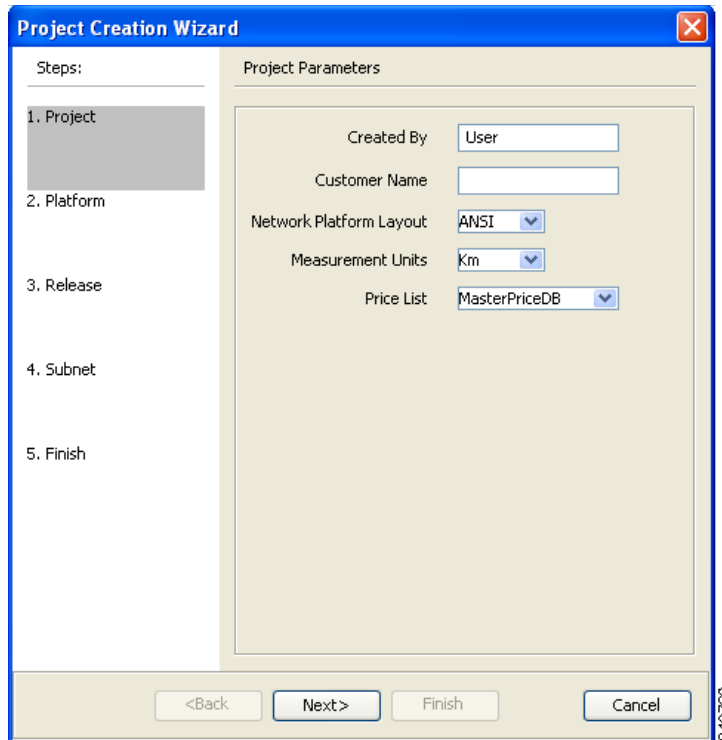 Project Creation Wizard
Steps:
Project Parameters
1. Project
2. Platform
3. Release
4. Subnet
5. Finish
Created By User
Customer Name
Network Platform Layout ANSI
Measurement Units Km
Price List MasterPriceDB
<Back Next> Finish Cancel